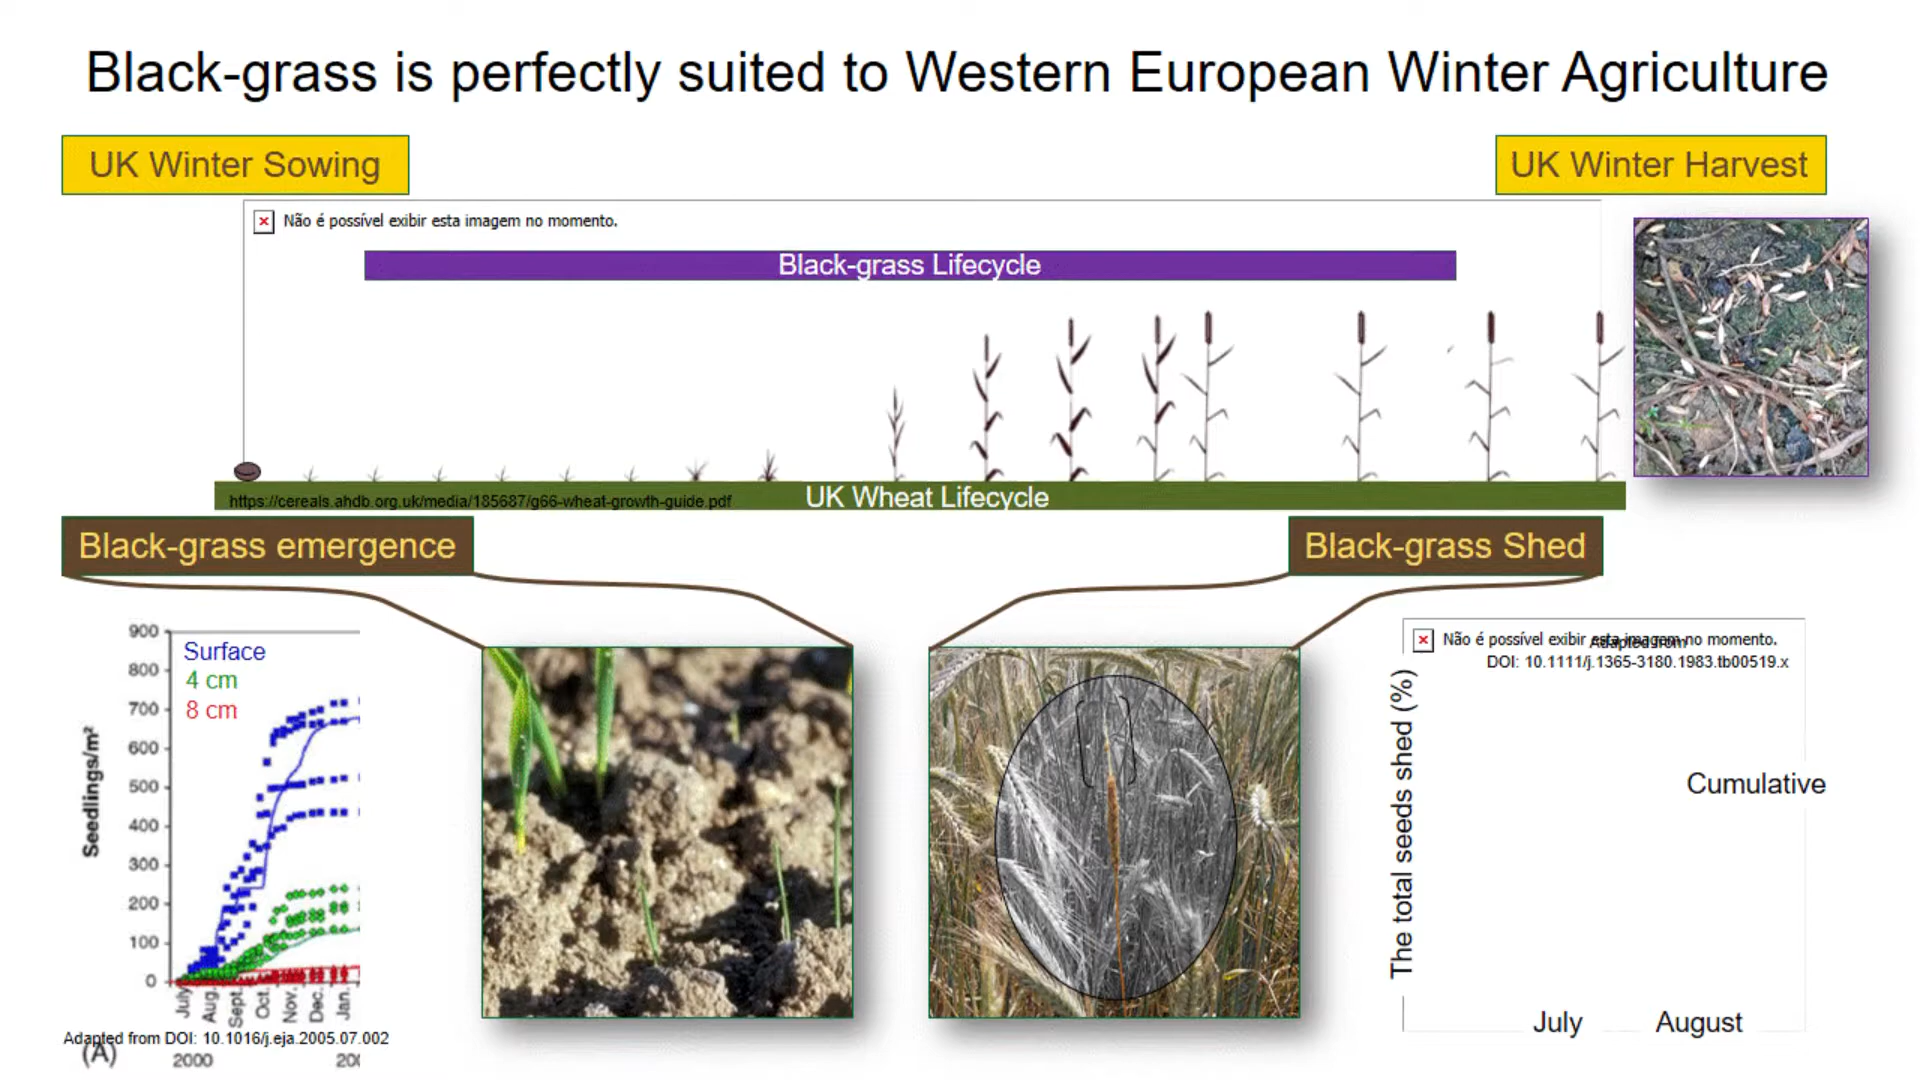 Black-grass is perfectly suited to Western European Winter Agriculture
UK Winter Sowing
UK Winter Harvest
Não é possível exibir esta imagem no momento.
Black-grass Lifecycle
https://cereals.ahdb.org.uk/media/185687/g66-wheat-growth-guide.pdf
UK Wheat Lifecycle
Black-grass emergence
Black-grass Shed
Surface
4 cm
8 cm
Seedlings/m²
900
800
700
600
500
400
300
200
100
0
July
Aug.
Sept.
Oct.
Nov.
Dec.
Jan.
Adapted from DOI: 10.1016/j.eja.2005.07.002
(A)
2000
200
Não é possível exibir esta imagem no momento.
Adapted from
DOI: 10.1111/j.1365-3180.1983.tb00519.x
The total seeds shed (%)
Cumulative
July
August